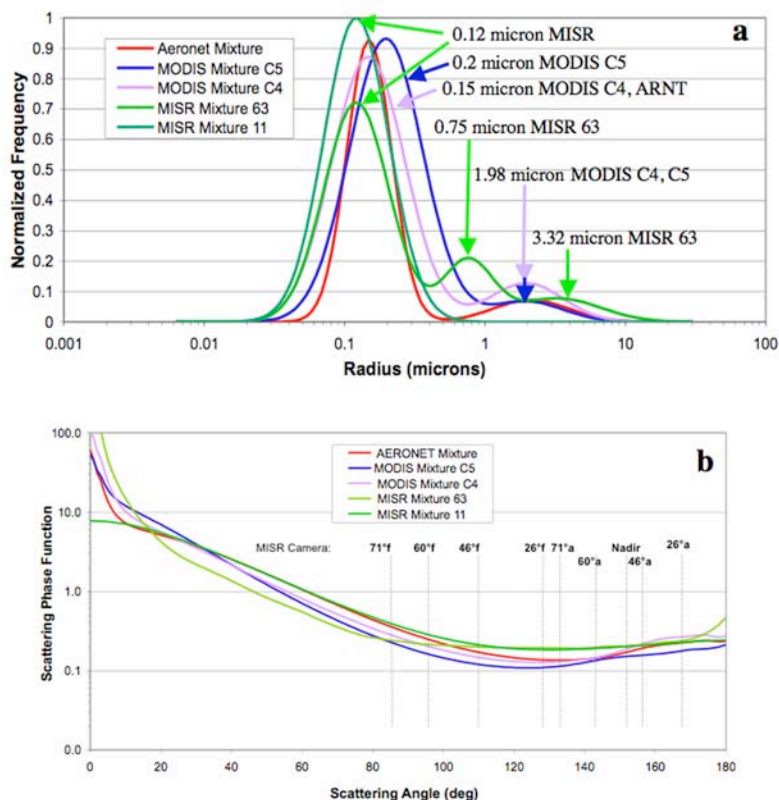 a
Normalized Frequency
1
0.9
0.8
0.7
0.6
0.5
0.4
0.3
0.2
0.1
0
Aeronet Mixture
MODIS Mixture C5
MODIS Mixture C4
MISR Mixture 63
MISR Mixture 11
0.12 micron MISR
0.2 micron MODIS C5
0.15 micron MODIS C4, ARNT
0.75 micron MISR 63
1.98 micron MODIS C4, C5
3.32 micron MISR 63
0.001 0.01 0.1 1 10 100
Radius (microns)
b
Scattering Phase Function
100.0
10.0
1.0
0.1
0.0
AERONET Mixture
MODIS Mixture C5
MODIS Mixture C4
MISR Mixture 63
MISR Mixture 11
MISR Camera: 71°f 60°f 46°f 26°f 71°a 60°a Nadir 46°a 26°a
0 20 40 60 80 100 120 140 160 180
Scattering Angle (deg)